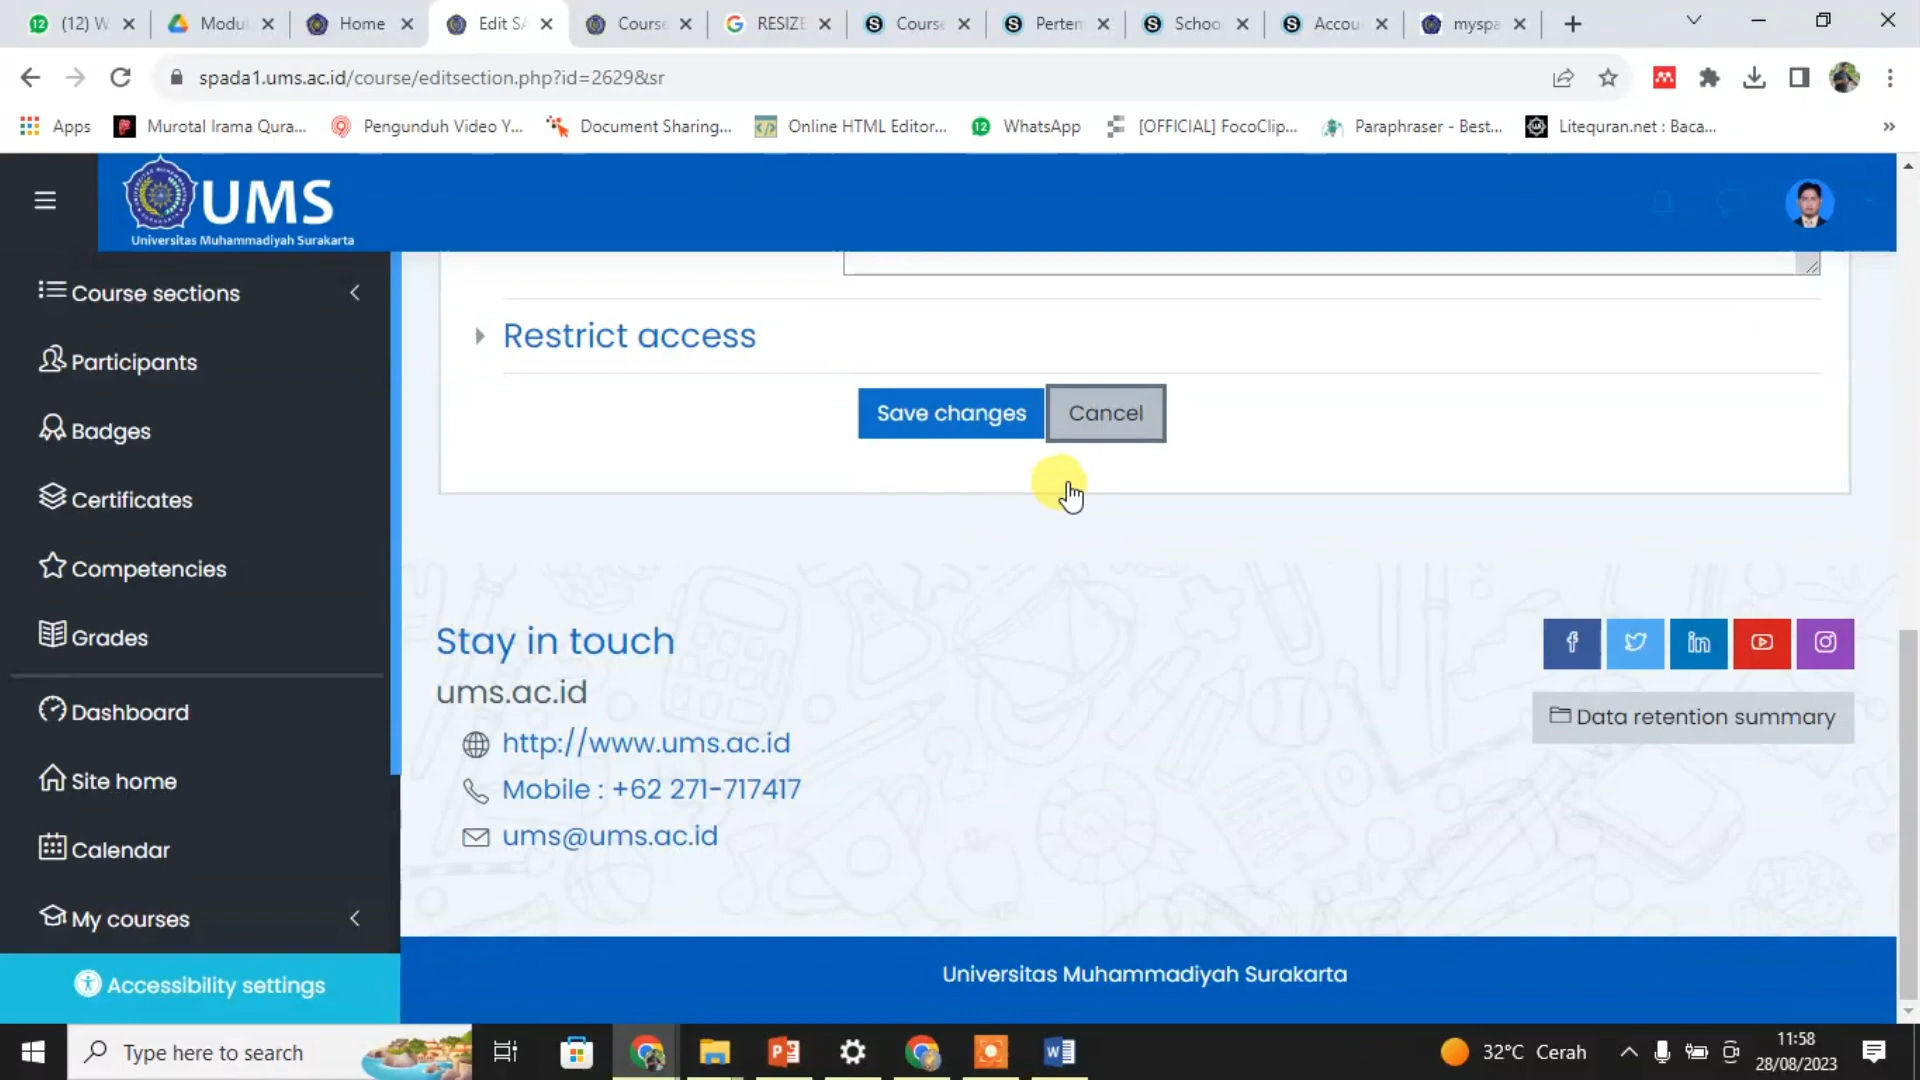 (12) W
Modu
Home
Edit SA
Course
RESIZE
Course
Perten
Schoo
Accou
myspa
spada1.ums.ac.id/course/editsection.php?id=2629&sr
Apps
Murotal Irama Qura...
Pengunduh Video Y...
Document Sharing...
Online HTML Editor...
WhatsApp
[OFFICIAL] FocoClip...
Paraphraser - Best...
Litequran.net : Baca...
UMS
Universitas Muhammadiyah Surakarta
Course sections
Participants
Badges
Certificates
Competencies
Grades
Dashboard
Site home
Calendar
My courses
Accessibility settings
Restrict access
Save changes
Cancel
Stay in touch
ums.ac.id
http://www.ums.ac.id
Mobile : +62 271-717417
ums@ums.ac.id
Data retention summary
Universitas Muhammadiyah Surakarta
Type here to search
32°C Cerah
11:58
28/08/2023